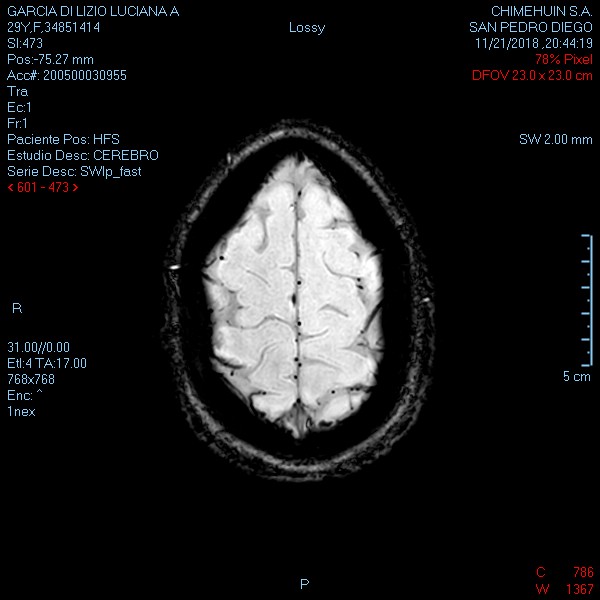 GARCIA DI LIZIO LUCIANA A
29Y,F,34851414
SI:473
Pos:-75.27 mm
Acc#: 200500030955
Tra
Ec:1
Fr:1
Paciente Pos: HFS
Estudio Desc: CEREBRO
Serie Desc: SWIp_fast
< 601 - 473 >
Lossy
CHIMEHUIN S.A.
SAN PEDRO DIEGO
11/21/2018 ,20:44:19
78% Pixel
DFOV 23.0 x 23.0 cm
SW 2.00 mm
R
31.00//0.00
Etl:4 TA:17.00
768x768
Enc: ^
1nex
5 cm
P
C 786
W 1367